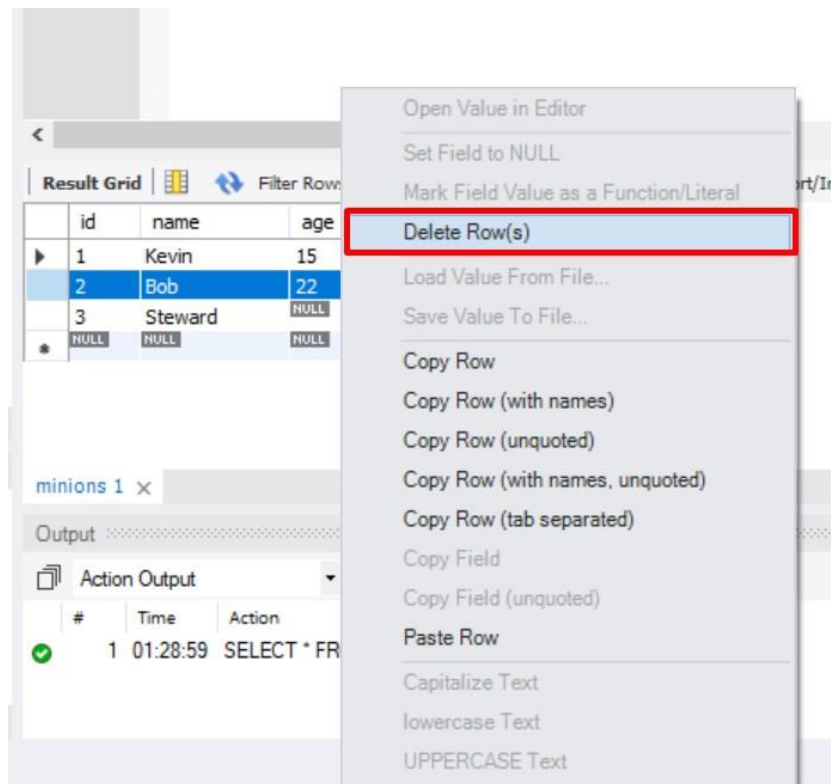 Open Value in Editor
Set Field to NULL
Result Grid Filter Row
Mark Field Value as a Function/Literal
id name age
Delete Row(s)
1 Kevin 15
2 Bob 22
Load Value From File...
3 Steward NULL
Save Value To File...
NULL NULL NULL
Copy Row
Copy Row (with names)
Copy Row (unquoted)
minions 1
Copy Row (with names, unquoted)
Output
Copy Row (tab separated)
Copy Field
Action Output
Copy Field (unquoted)
# Time Action
Paste Row
1 01:28:59 SELECT * FR
Capitalize Text
lowercase Text
UPPERCASE Text